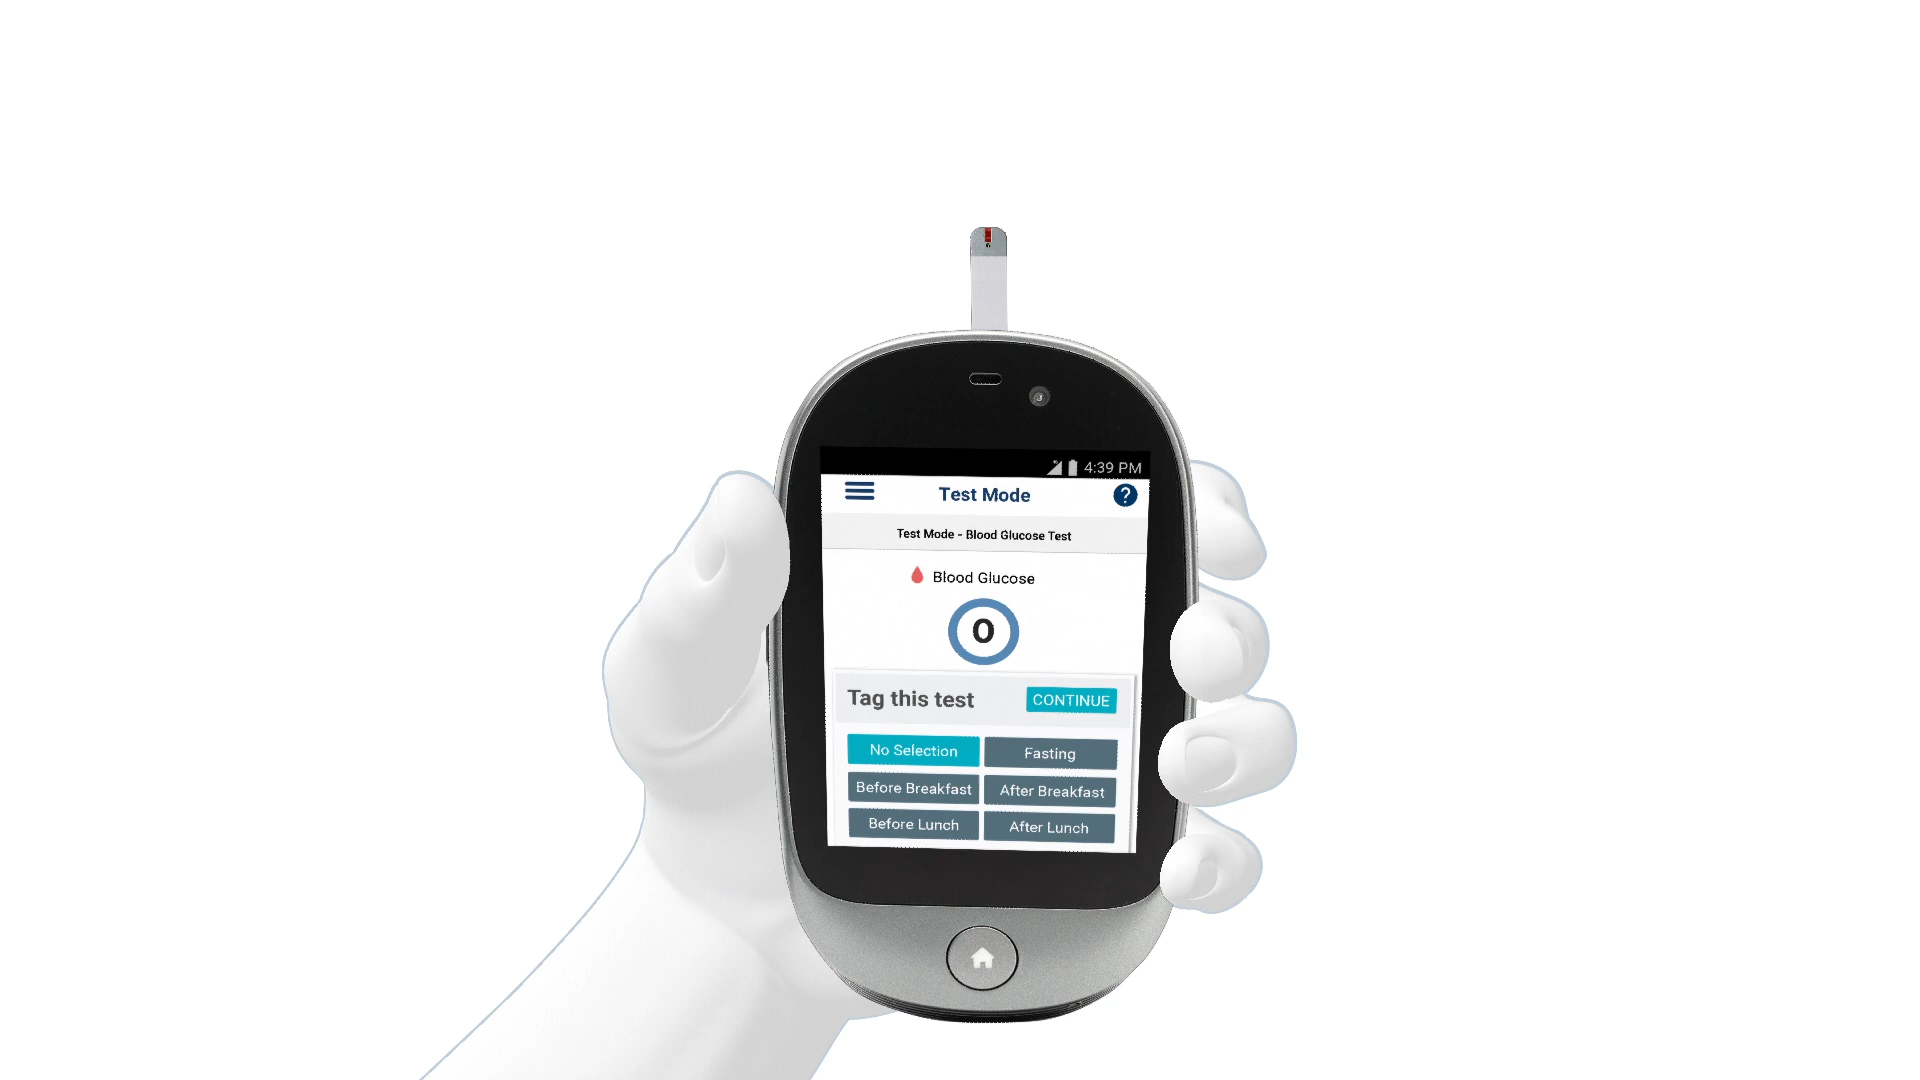 4:39 PM
Test Mode
?
Test Mode - Blood Glucose Test
Blood Glucose
0
Tag this test
CONTINUE
No Selection
Fasting
Before Breakfast
After Breakfast
Before Lunch
After Lunch